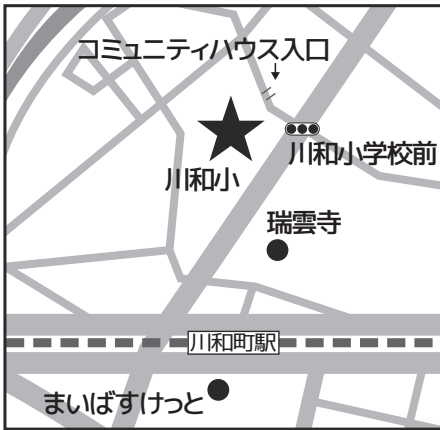 コミュニティハウス入口
川和小学校前
川和小
瑞雲寺
川和町駅
まいばすけっと